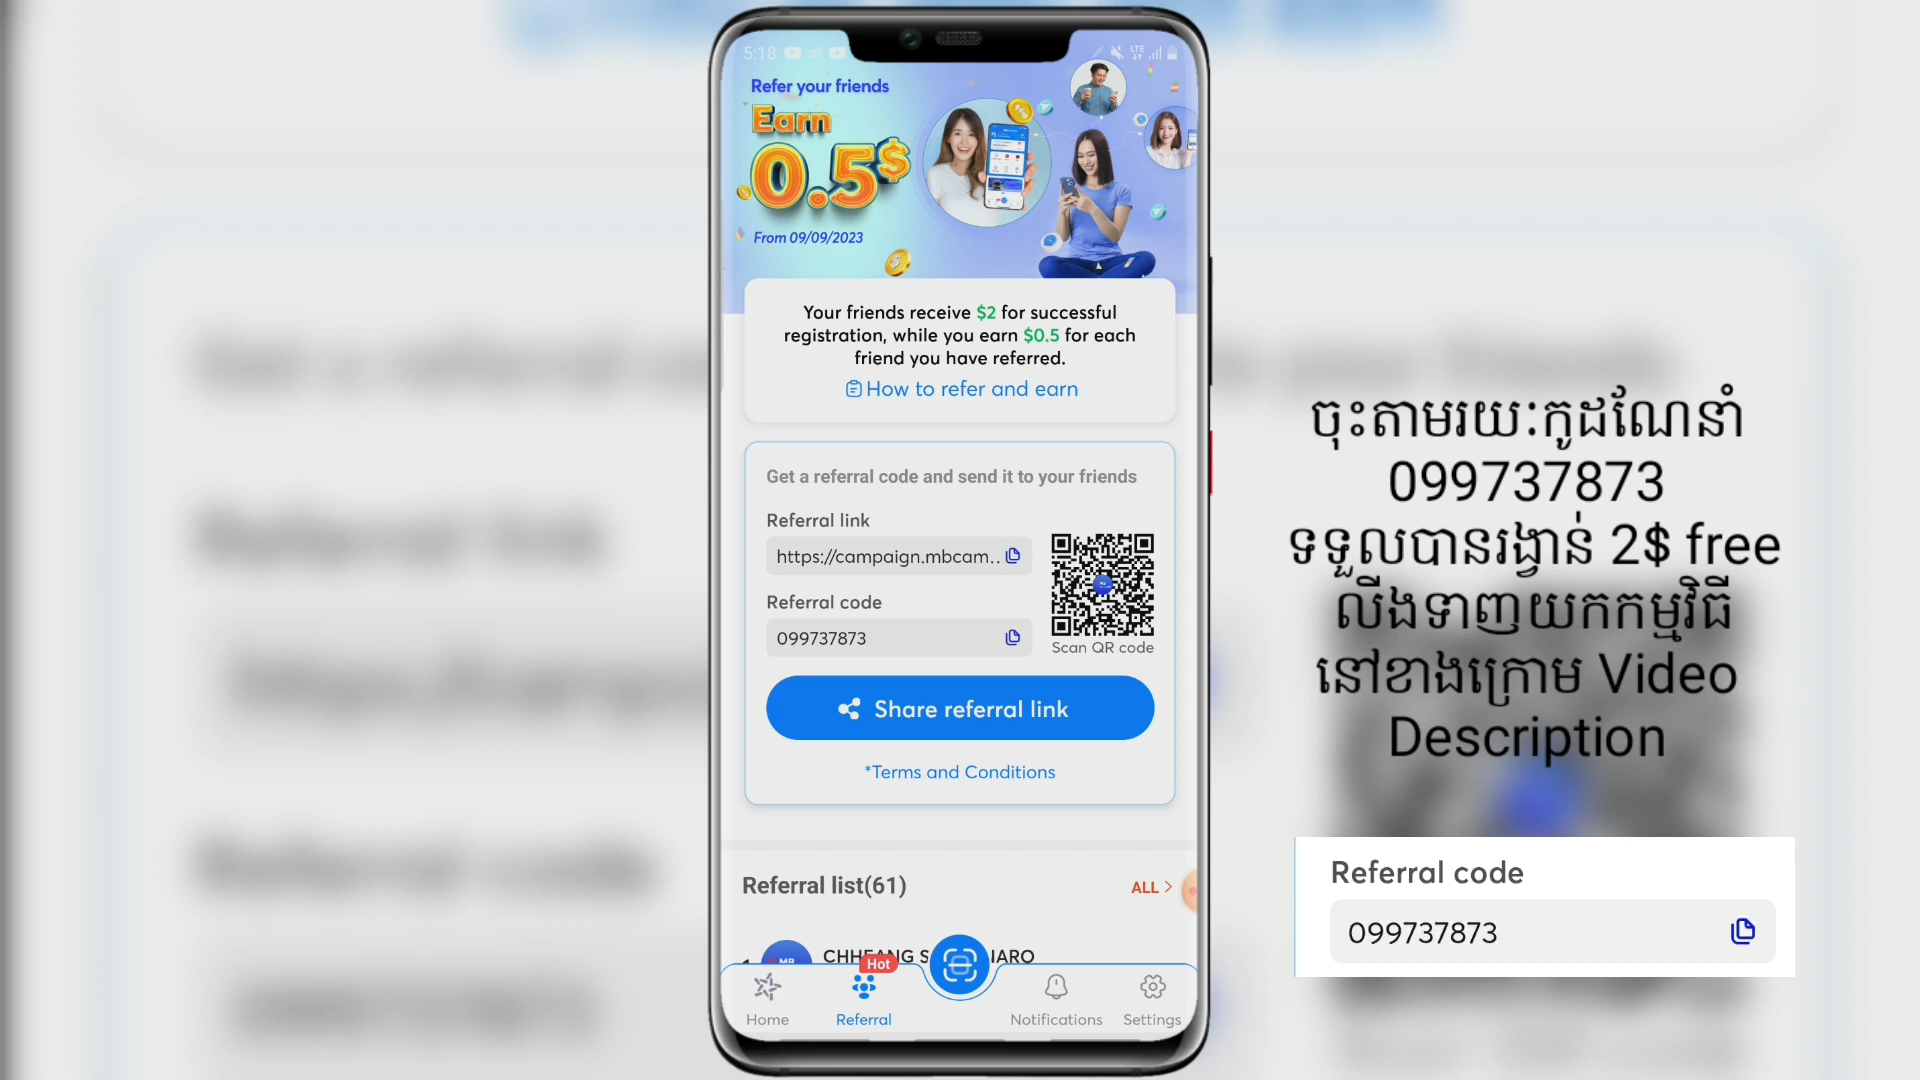 5:18
LTE
Refer your friends
Earn
0.5$
From 09/09/2023
Your friends receive $2 for successful
registration, while you earn $0.5 for each
friend you have referred.
How to refer and earn
Get a referral code and send it to your friends
Referral link
https://campaign.mbcam..
Referral code
099737873
Scan QR code
Share referral link
*Terms and Conditions
Referral list(61)
ALL >
CHHEANG S
IARO
Hot
Home
Referral
Notifications
Settings
ចុះតាមរយៈកូដណែនាំ
099737873
ទទួលបានរង្វាន់ 2$ free
លីងទាញយកកម្មវិធី
នៅខាងក្រោម Video
Description
Referral code
099737873